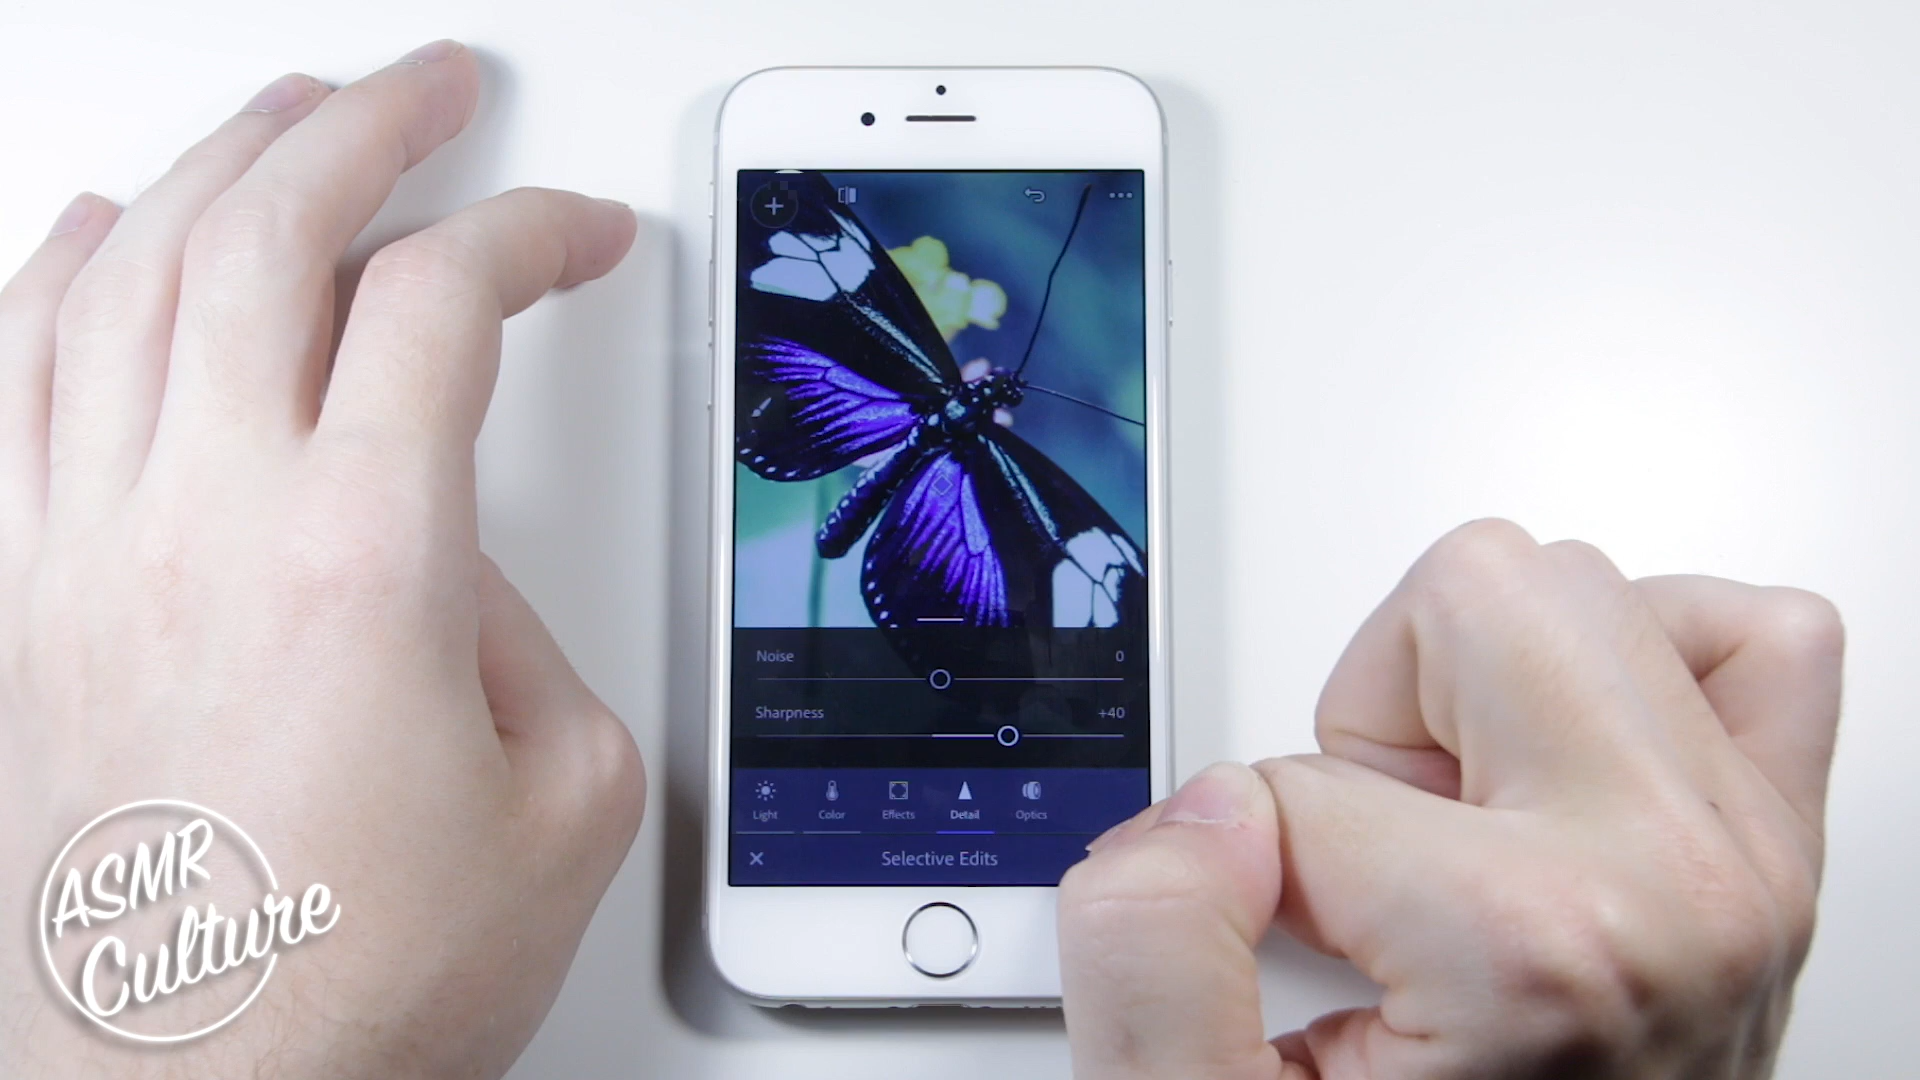 Noise 0
Sharpness +40
Light Color Effects Detail Optics
Selective Edits
ASMR
Culture